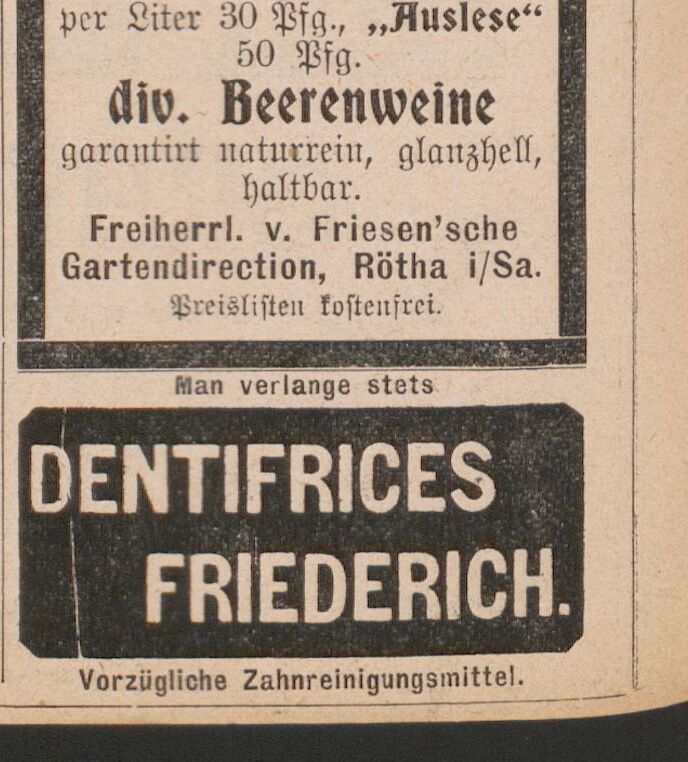 per Liter 30 Pfg., „Auslese“
50 Pfg.
div. Beerenweine
garantirt naturrein, glanzhell,
haltbar.
Freiherrl. v. Friesen'sche
Gartendirection, Rötha i/Sa.
Preislisten kostenfrei.
Man verlange stets
DENTIFRICES
FRIEDERICH.
Vorzügliche Zahnreinigungsmittel.